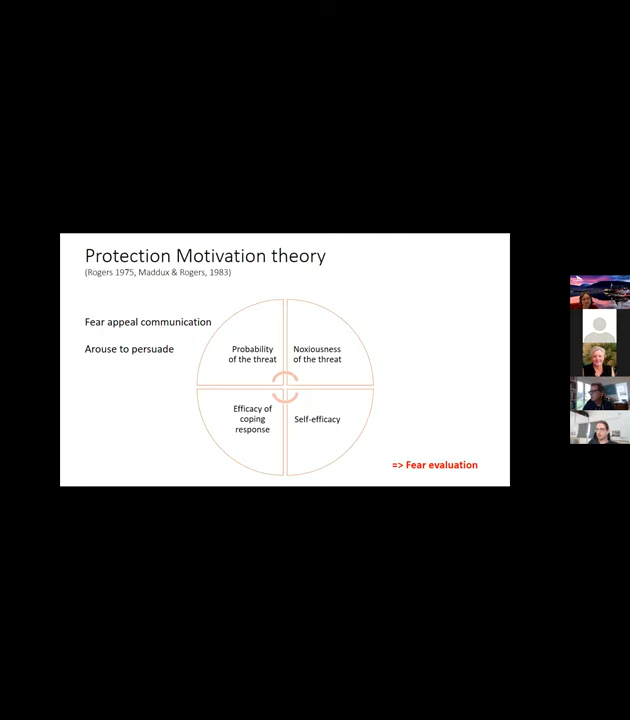 Protection Motivation theory
(Rogers 1975, Maddux & Rogers, 1983)
Fear appeal communication
Arouse to persuade
Probability
of the threat
Noxiousness
of the threat
Efficacy of
coping
response
Self-efficacy
=> Fear evaluation